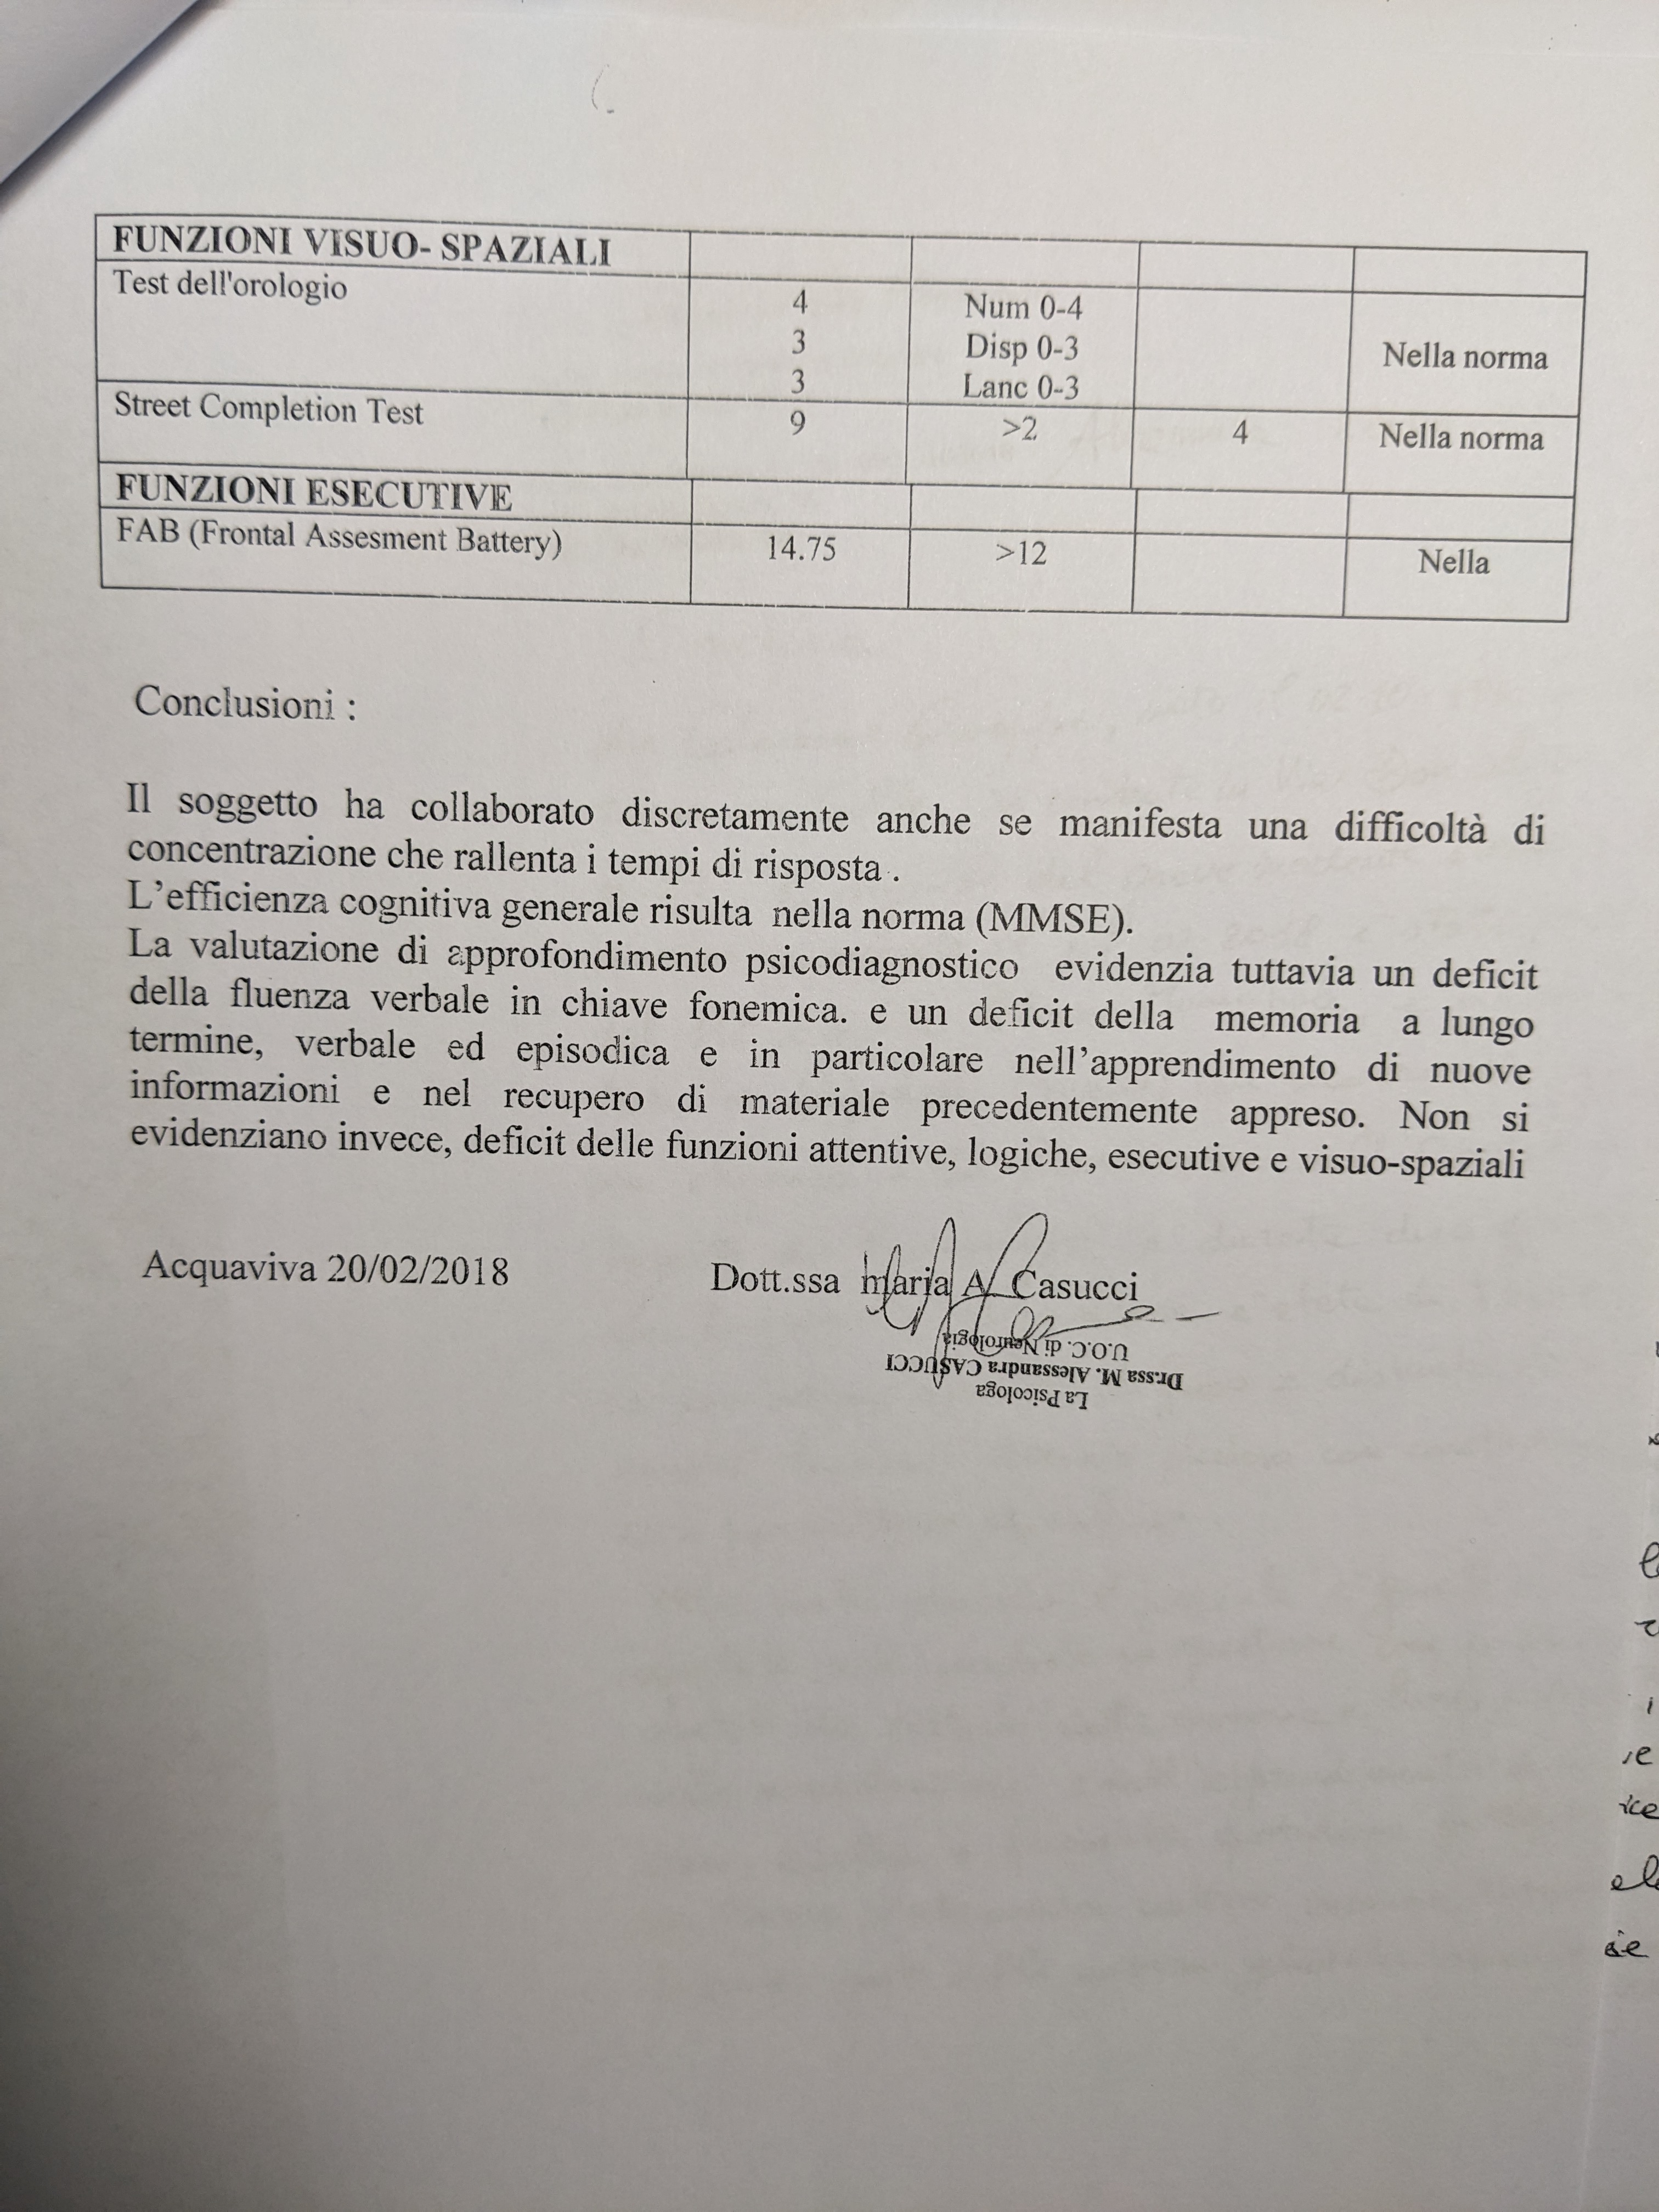 FUNZIONI VISUO- SPAZIALI
Test dell'orologio
4 Num 0-4
3 Disp 0-3 Nella norma
3 Lanc 0-3
Street Completion Test 9 >2 4 Nella norma
FUNZIONI ESECUTIVE
FAB (Frontal Assesment Battery) 14.75 >12 Nella
Conclusioni :
Il soggetto ha collaborato discretamente anche se manifesta una difficoltà di
concentrazione che rallenta i tempi di risposta .
L'efficienza cognitiva generale risulta nella norma (MMSE).
La valutazione di approfondimento psicodiagnostico evidenzia tuttavia un deficit
della fluenza verbale in chiave fonemica. e un deficit della memoria a lungo
termine, verbale ed episodica e in particolare nell'apprendimento di nuove
informazioni e nel recupero di materiale precedentemente appreso. Non si
evidenziano invece, deficit delle funzioni attentive, logiche, esecutive e visuo-spaziali
Acquaviva 20/02/2018 Dott.ssa maria A. Casucci
La Psicologa
Dr.ssa M. Alessandra CASUCCI
U.O.C. di Neurologia